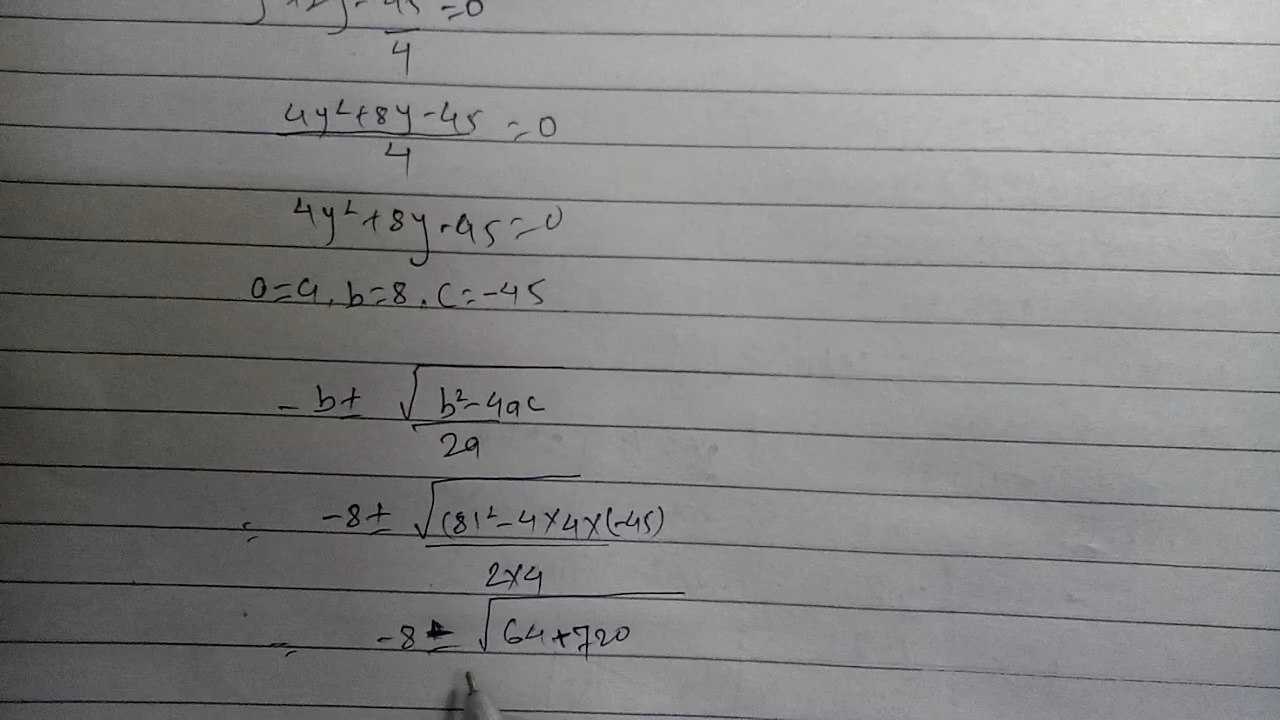 4
4y²+8y-45 =0
4
4y²+8y-45=0
a=4, b=8, c=-45
-b± √b²-4ac
2a
= -8± √(8)²-4×4×(-45)
2×4
= -8± √64+720